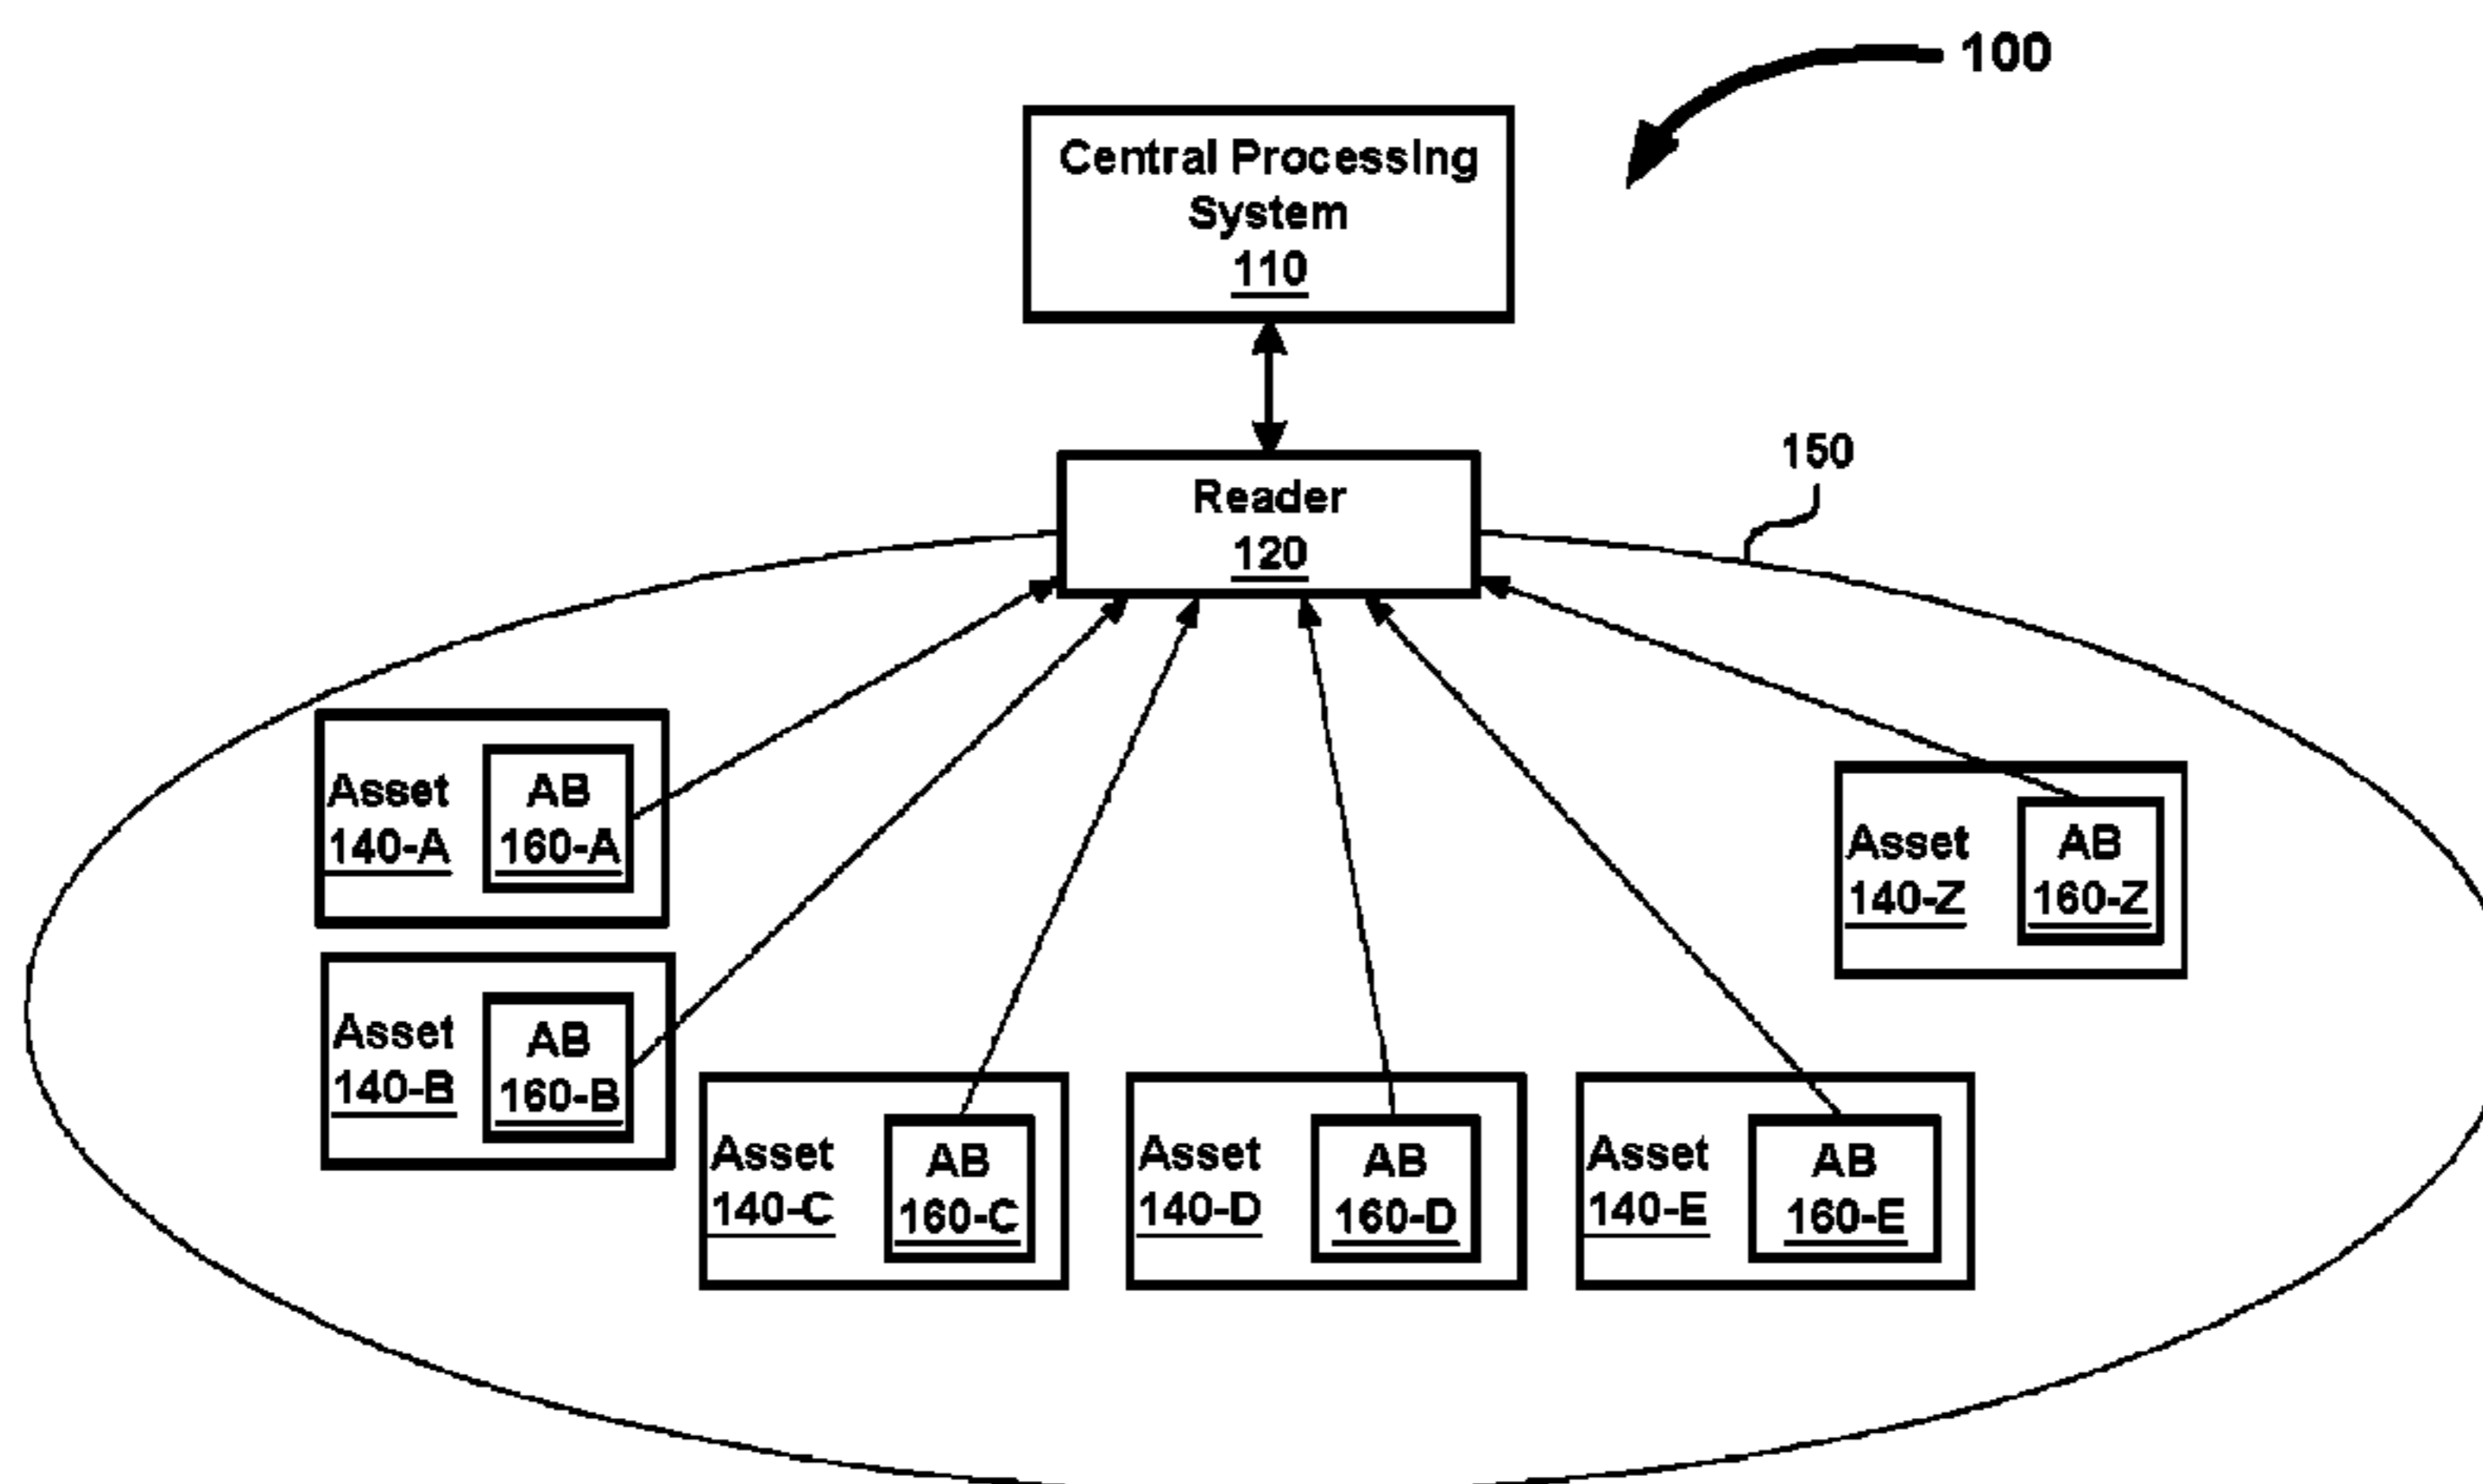 100
Central Processing
System
110
Reader
120
150
Asset
140-A
AB
160-A
Asset
140-Z
AB
160-Z
Asset
140-B
AB
160-B
Asset
140-C
AB
160-C
Asset
140-D
AB
160-D
Asset
140-E
AB
160-E